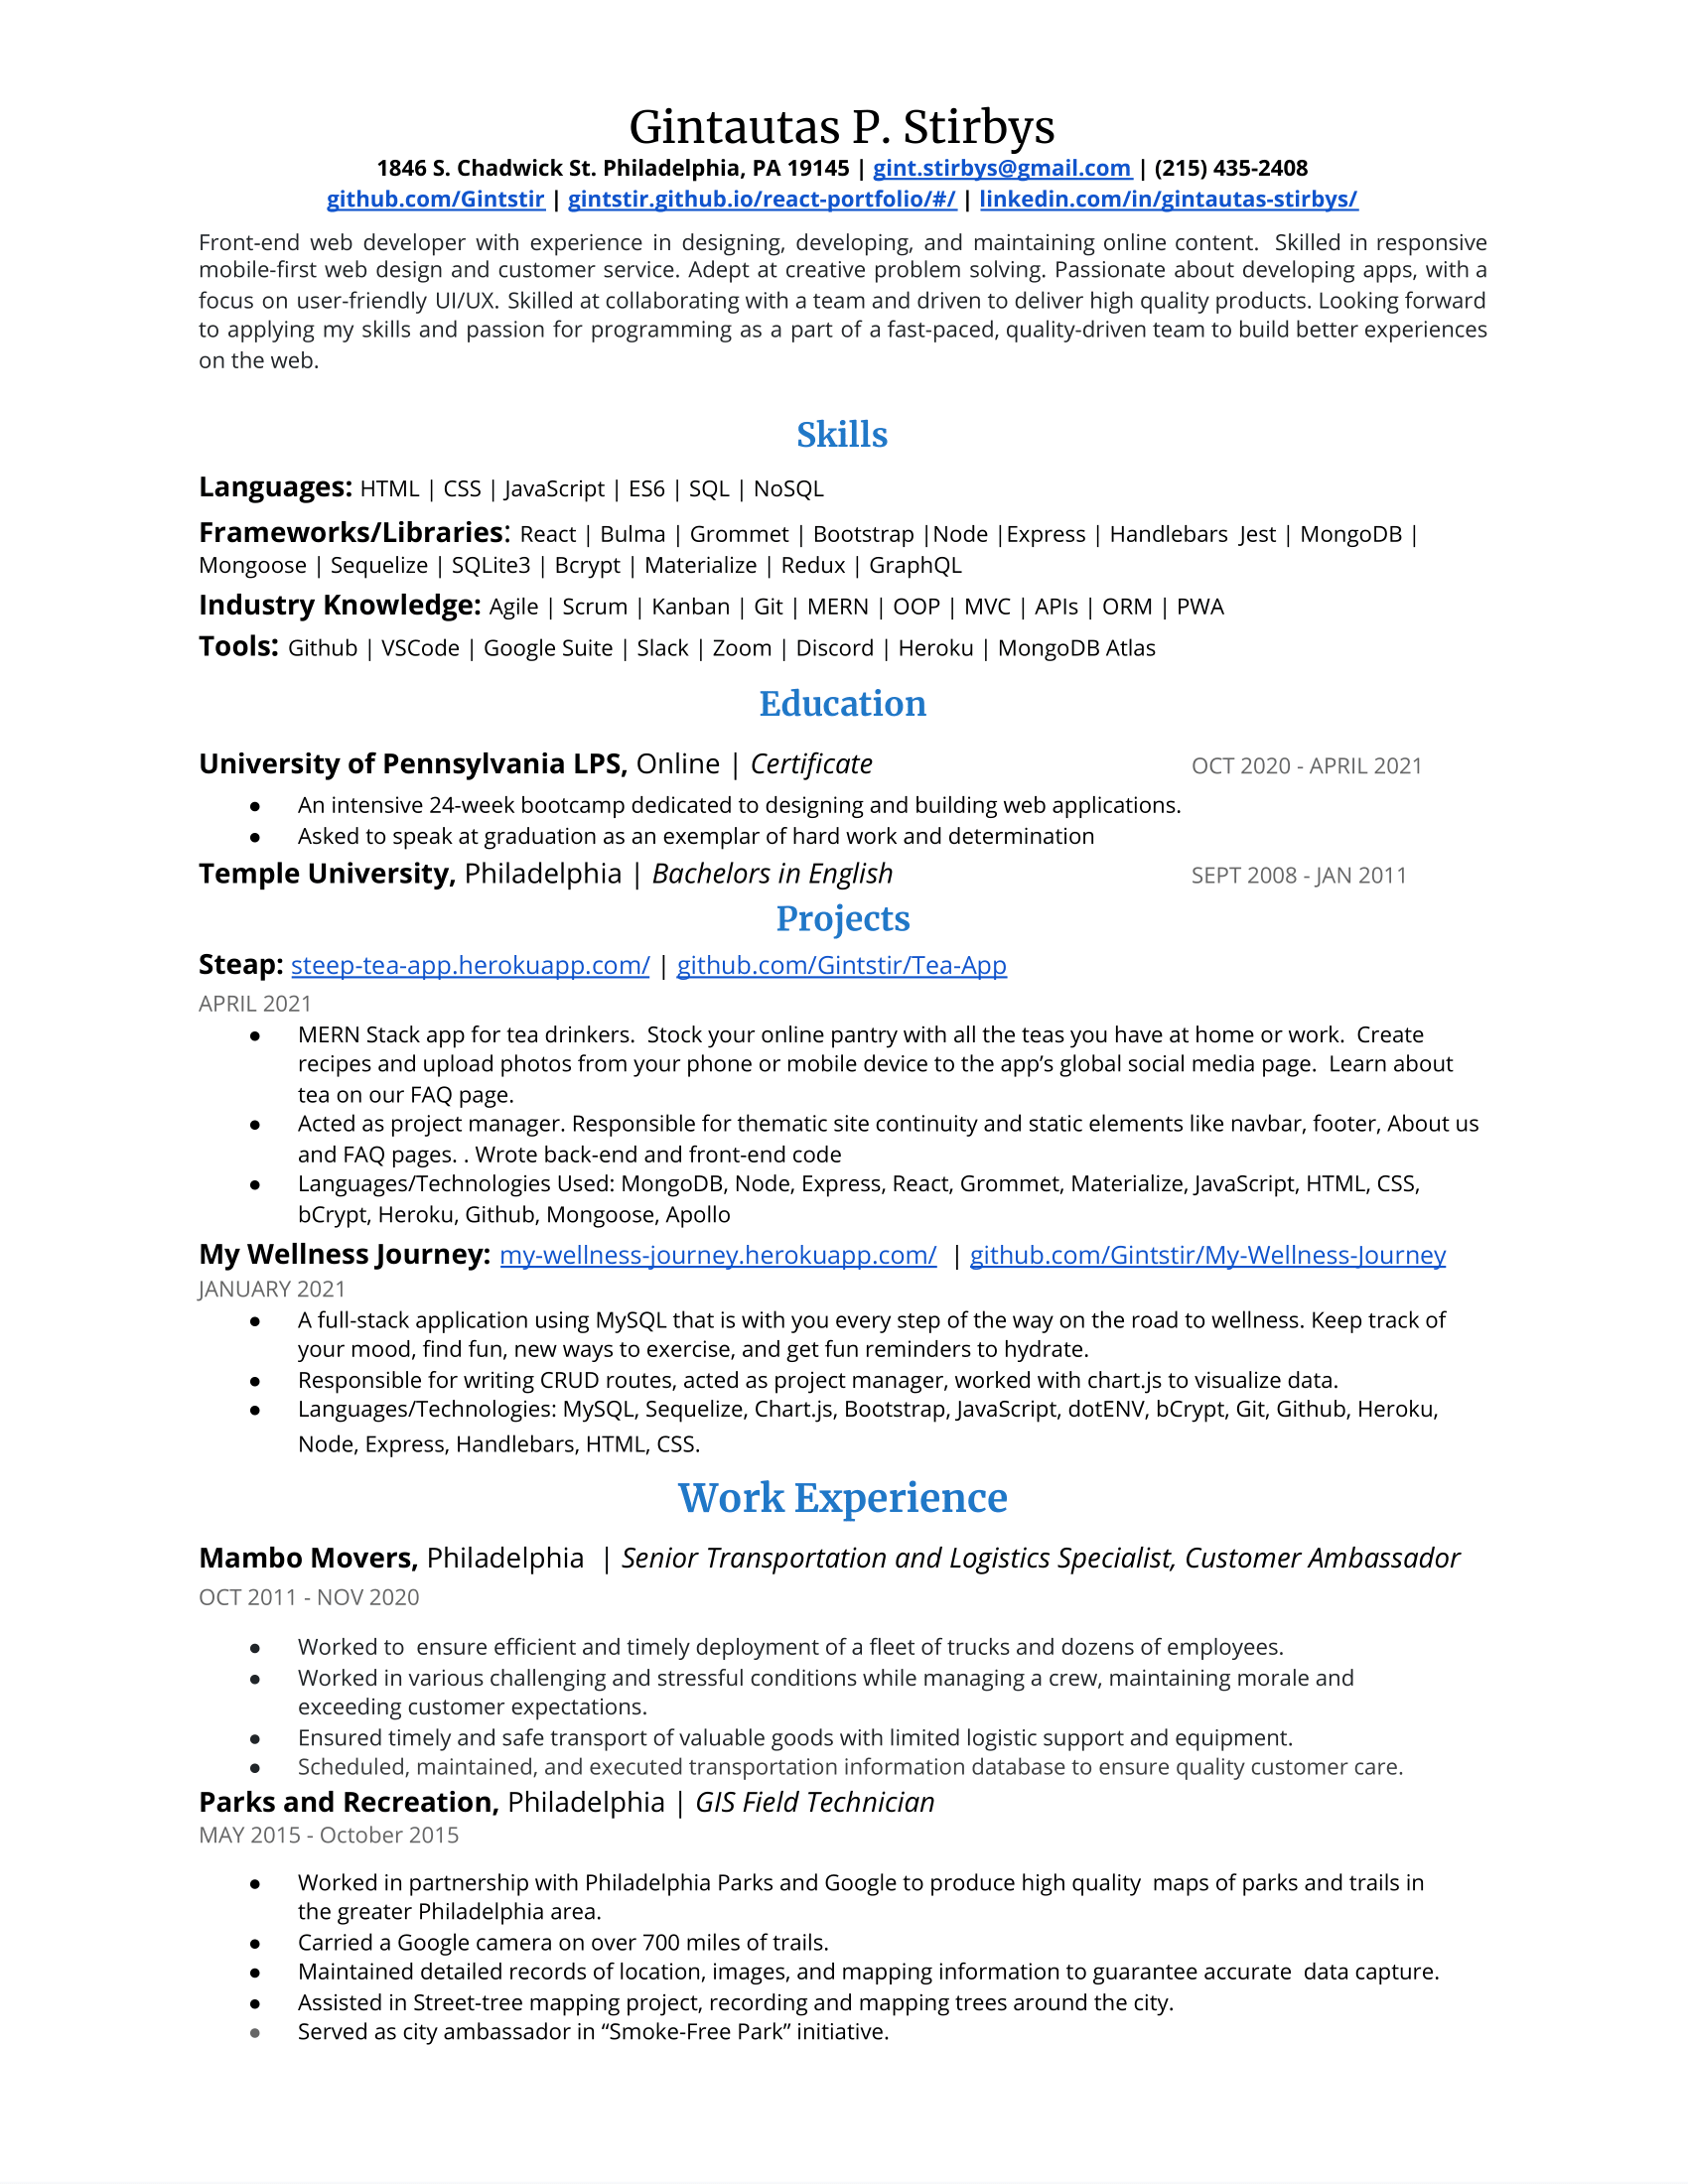 Gintautas P. Stirbys
1846 S. Chadwick St. Philadelphia, PA 19145 | gint.stirbys@gmail.com | (215) 435-2408
github.com/Gintstir | gintstir.github.io/react-portfolio/#/ | linkedin.com/in/gintautas-stirbys/
Front-end web developer with experience in designing, developing, and maintaining online content.  Skilled in responsive
mobile-first web design and customer service. Adept at creative problem solving. Passionate about developing apps, with a
focus on user-friendly UI/UX. Skilled at collaborating with a team and driven to deliver high quality products. Looking forward
to applying my skills and passion for programming as a part of a fast-paced, quality-driven team to build better experiences
on the web.
Skills
Languages: HTML | CSS | JavaScript | ES6 | SQL | NoSQL
Frameworks/Libraries: React | Bulma | Grommet | Bootstrap |Node |Express | Handlebars  Jest | MongoDB |
Mongoose | Sequelize | SQLite3 | Bcrypt | Materialize | Redux | GraphQL
Industry Knowledge: Agile | Scrum | Kanban | Git | MERN | OOP | MVC | APIs | ORM | PWA
Tools: Github | VSCode | Google Suite | Slack | Zoom | Discord | Heroku | MongoDB Atlas
Education
University of Pennsylvania LPS, Online | Certificate OCT 2020 - APRIL 2021
● An intensive 24-week bootcamp dedicated to designing and building web applications.
● Asked to speak at graduation as an exemplar of hard work and determination
Temple University, Philadelphia | Bachelors in English SEPT 2008 - JAN 2011
Projects
Steap: steep-tea-app.herokuapp.com/ | github.com/Gintstir/Tea-App
APRIL 2021
● MERN Stack app for tea drinkers.  Stock your online pantry with all the teas you have at home or work.  Create
recipes and upload photos from your phone or mobile device to the app’s global social media page.  Learn about
tea on our FAQ page.
● Acted as project manager. Responsible for thematic site continuity and static elements like navbar, footer, About us
and FAQ pages. . Wrote back-end and front-end code
● Languages/Technologies Used: MongoDB, Node, Express, React, Grommet, Materialize, JavaScript, HTML, CSS,
bCrypt, Heroku, Github, Mongoose, Apollo
My Wellness Journey: my-wellness-journey.herokuapp.com/  | github.com/Gintstir/My-Wellness-Journey
JANUARY 2021
● A full-stack application using MySQL that is with you every step of the way on the road to wellness. Keep track of
your mood, find fun, new ways to exercise, and get fun reminders to hydrate.
● Responsible for writing CRUD routes, acted as project manager, worked with chart.js to visualize data.
● Languages/Technologies: MySQL, Sequelize, Chart.js, Bootstrap, JavaScript, dotENV, bCrypt, Git, Github, Heroku,
Node, Express, Handlebars, HTML, CSS.
Work Experience
Mambo Movers, Philadelphia  | Senior Transportation and Logistics Specialist, Customer Ambassador
OCT 2011 - NOV 2020
● Worked to  ensure efficient and timely deployment of a fleet of trucks and dozens of employees.
● Worked in various challenging and stressful conditions while managing a crew, maintaining morale and
exceeding customer expectations.
● Ensured timely and safe transport of valuable goods with limited logistic support and equipment.
● Scheduled, maintained, and executed transportation information database to ensure quality customer care.
Parks and Recreation, Philadelphia | GIS Field Technician
MAY 2015 - October 2015
● Worked in partnership with Philadelphia Parks and Google to produce high quality  maps of parks and trails in
the greater Philadelphia area.
● Carried a Google camera on over 700 miles of trails.
● Maintained detailed records of location, images, and mapping information to guarantee accurate  data capture.
● Assisted in Street-tree mapping project, recording and mapping trees around the city.
● Served as city ambassador in “Smoke-Free Park” initiative.